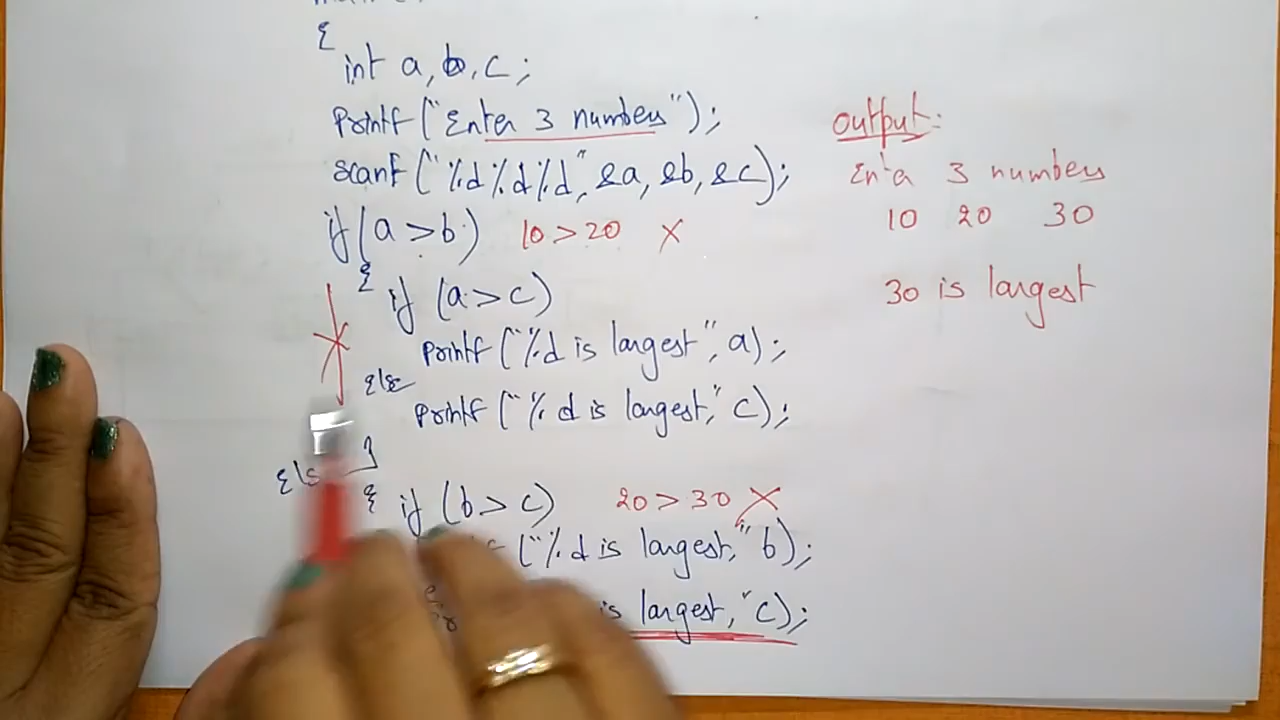 {
int a, b, c;
printf ("Enter 3 numbers");
scanf ("%d%d%d", &a, &b, &c);
if (a > b) 10 > 20 X
{ if (a > c)
printf ("%d is largest", a);
else
printf ("%d is largest," c);
}
{ if (b > c) 20 > 30 X
("%d is largest," b);
is largest, "c);
output:
Enter 3 numbers
10 20 30
30 is largest